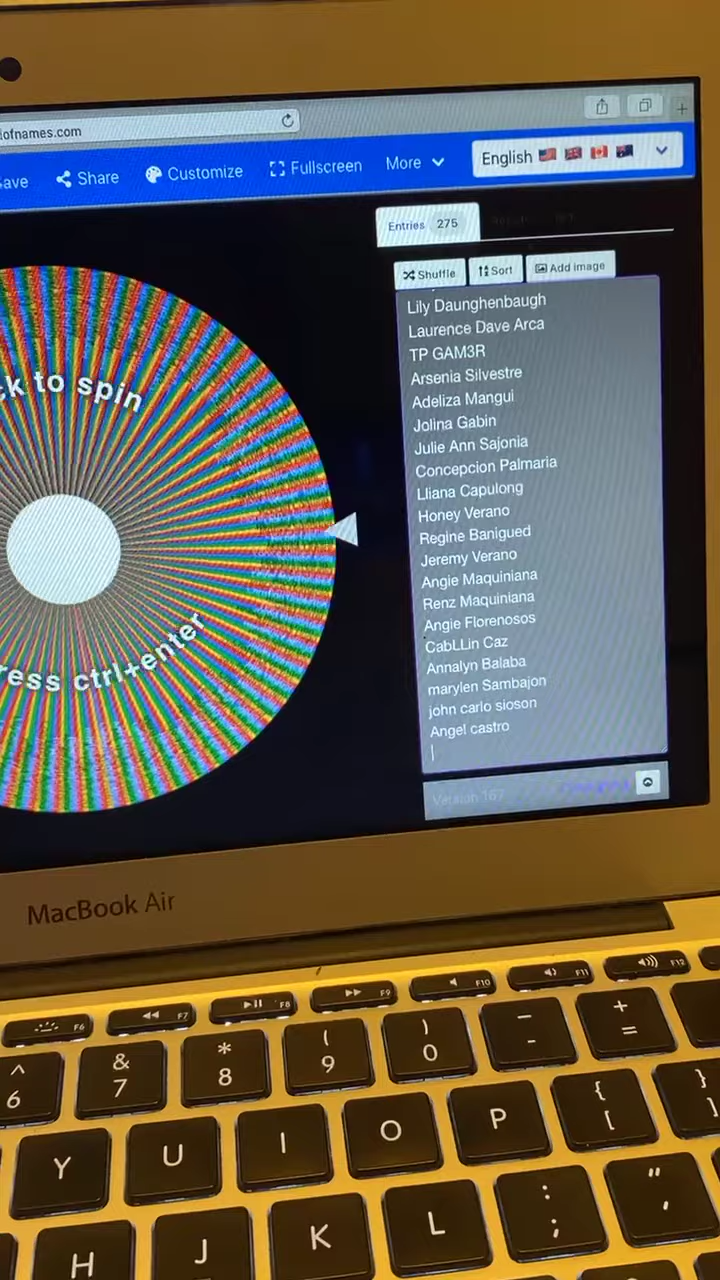 iofnames.com
ave Share Customize Fullscreen More English
Entries 275
Shuffle Sort Add image
Lily Daunghenbaugh
Laurence Dave Arca
TP GAM3R
Arsenia Silvestre
Adeliza Mangui
Jolina Gabin
Julie Ann Sajonia
Concepcion Palmaria
Lliana Capulong
Honey Verano
Regine Banigued
Jeremy Verano
Angie Maquiniana
Renz Maquiniana
Angie Florenosos
CabLLin Caz
Annalyn Balaba
marylen Sambajon
john carlo sioson
Angel castro
ck to spin
ress ctrl+enter
Version 167
MacBook Air
F6 F7 F8 F9 F10 F11 F12
^ & * ( ) _ +
6 7 8 9 0 - =
Y U I O P { [ } ]
H J K L : ; " '